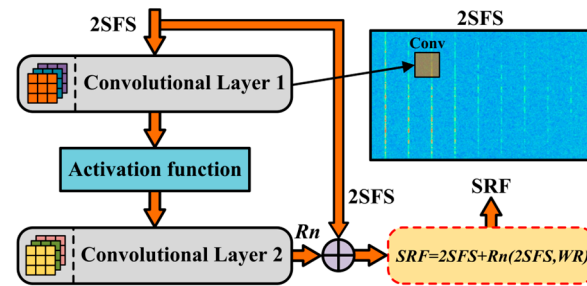 2SFS
2SFS
Conv
Convolutional Layer 1
Activation function
2SFS
SRF
Rn
Convolutional Layer 2
SRF=2SFS+Rn(2SFS,WR)